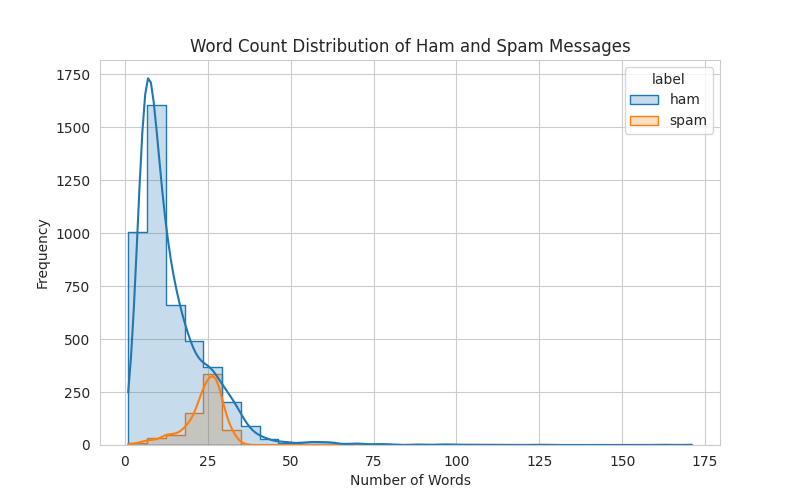 Word Count Distribution of Ham and Spam Messages
label
ham
spam
Frequency
1750
1500
1250
1000
750
500
250
0
0 25 50 75 100 125 150 175
Number of Words